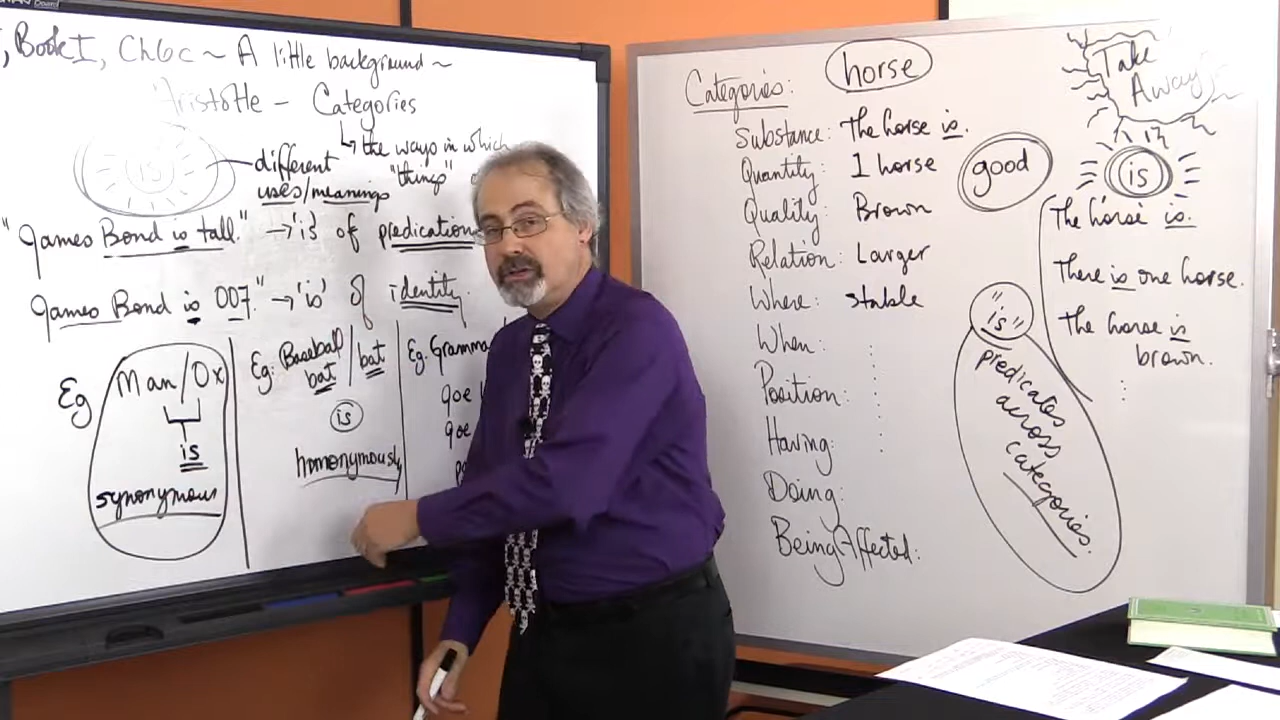 , Book I, Ch 6c ~ A little background ~
Aristotle - Categories
↳ the ways in which
"things"
is
different
uses/meanings
"James Bond is tall." → 'is' of predication
"James Bond is 007." → 'is' of identity.
Eg
Man/Ox
is
synonymous
Eg: Baseball
bat / bat
is
homonymously
Eg. Gramma
Categories:
horse
Substance: The horse is.
Quantity: 1 horse
Quality: Brown
Relation: Larger
Where: stable
When: :
Position: :
Having: :
Doing:
Being Affected:
good
"is"
predicates
across
categories.
Take
Away
is
The horse is.
There is one horse.
The horse is
brown.
: